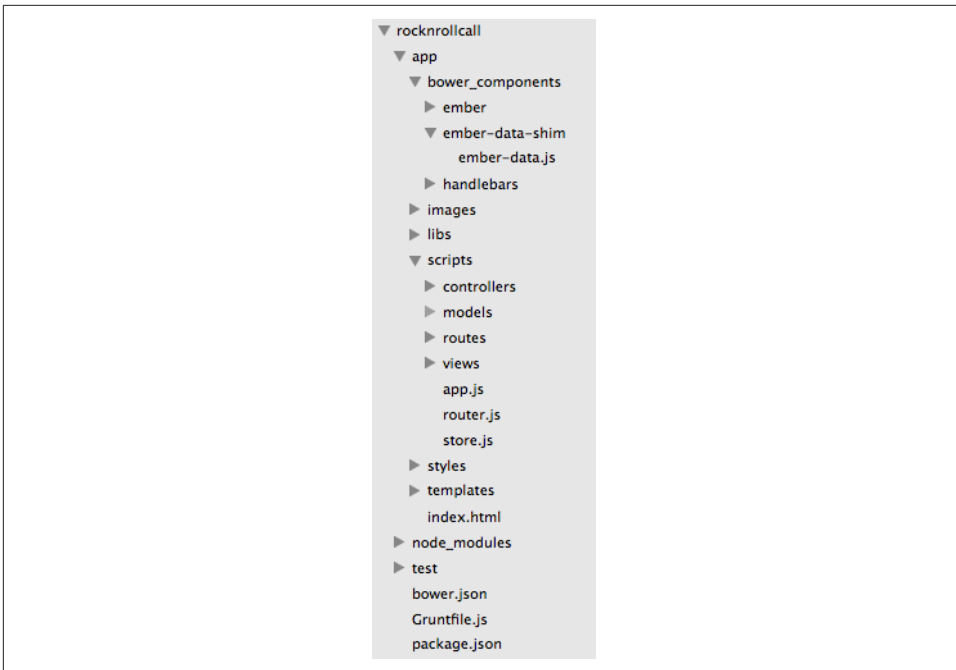 rocknrollcall
app
bower_components
ember
ember-data-shim
ember-data.js
handlebars
images
libs
scripts
controllers
models
routes
views
app.js
router.js
store.js
styles
templates
index.html
node_modules
test
bower.json
Gruntfile.js
package.json